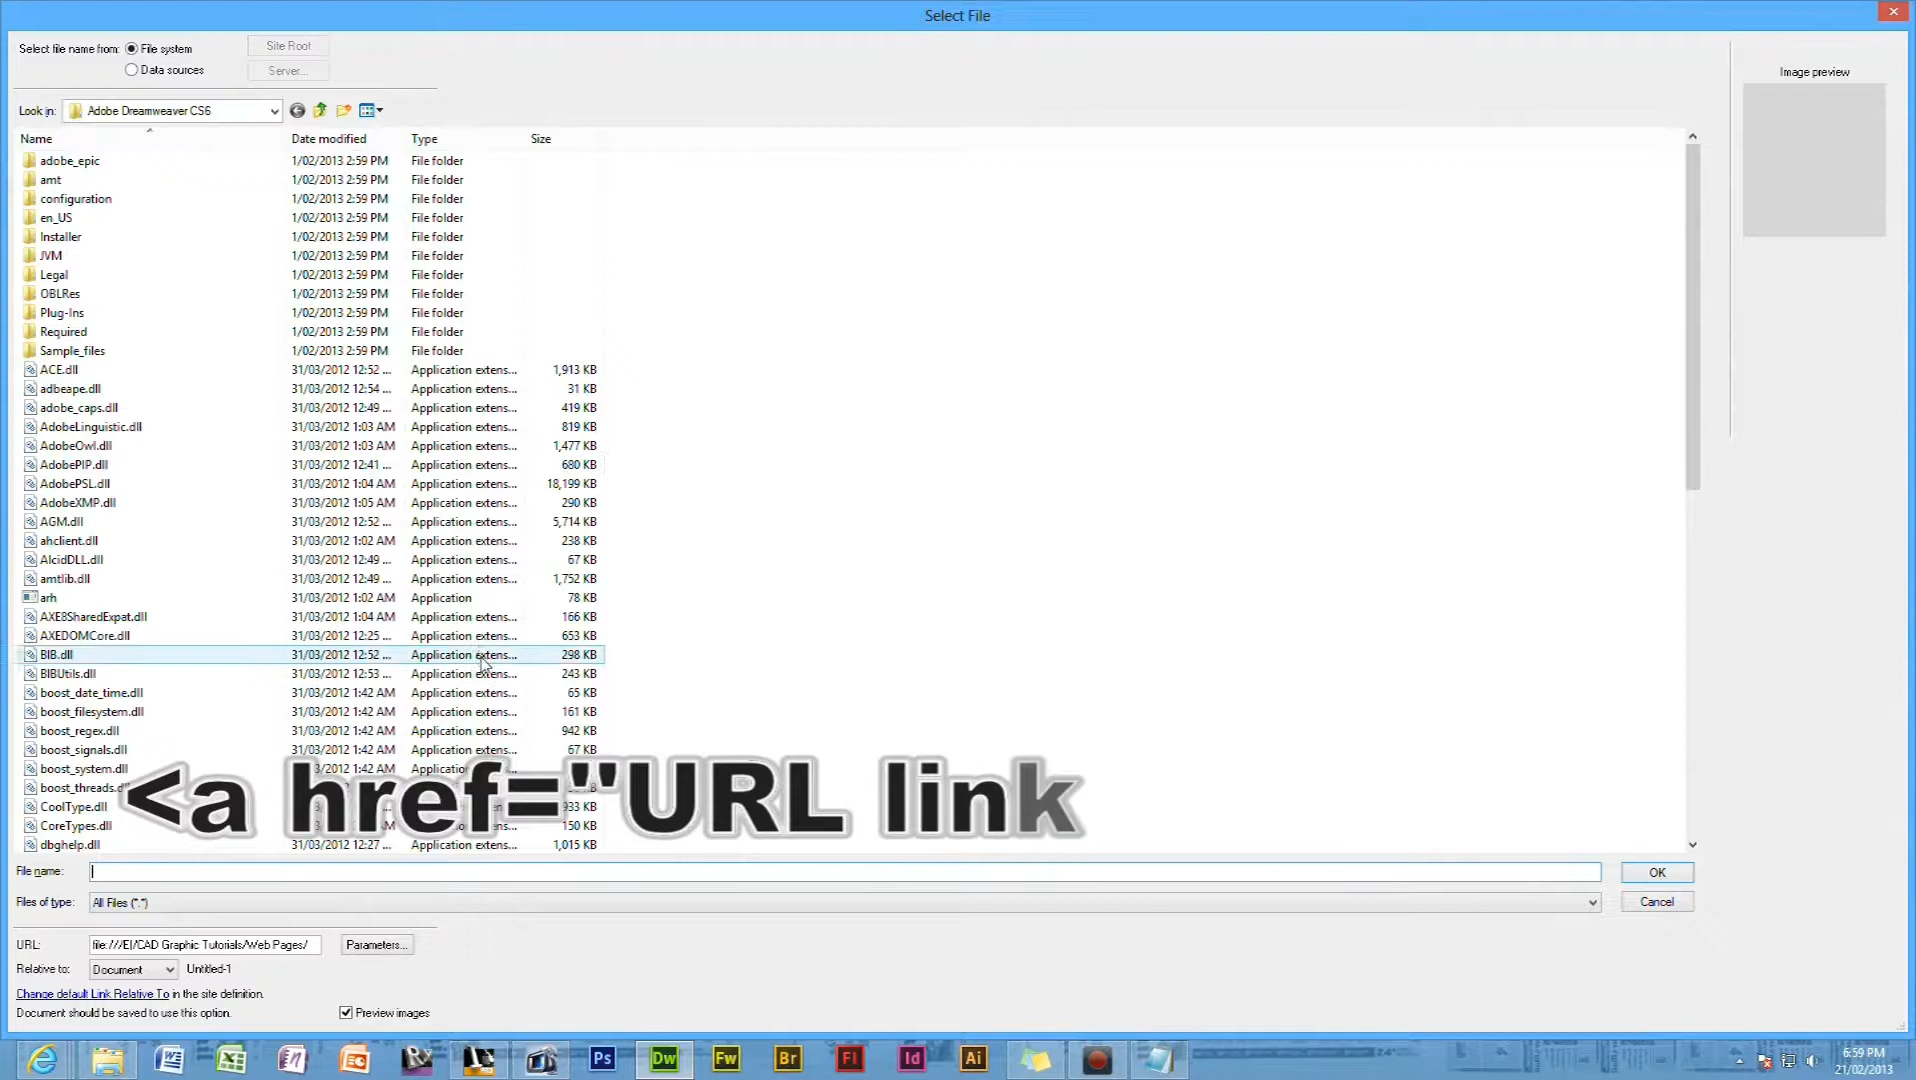 Select File
Select file name from: File system Site Root
Data sources Server...
Image preview
Look in: Adobe Dreamweaver CS6
Name Date modified Type Size
adobe_epic 1/02/2013 2:59 PM File folder
amt 1/02/2013 2:59 PM File folder
configuration 1/02/2013 2:59 PM File folder
en_US 1/02/2013 2:59 PM File folder
Installer 1/02/2013 2:59 PM File folder
JVM 1/02/2013 2:59 PM File folder
Legal 1/02/2013 2:59 PM File folder
OBLRes 1/02/2013 2:59 PM File folder
Plug-Ins 1/02/2013 2:59 PM File folder
Required 1/02/2013 2:59 PM File folder
Sample_files 1/02/2013 2:59 PM File folder
ACE.dll 31/03/2012 12:52 ... Application extens... 1,913 KB
adbeape.dll 31/03/2012 12:54 ... Application extens... 31 KB
adobe_caps.dll 31/03/2012 12:49 ... Application extens... 419 KB
AdobeLinguistic.dll 31/03/2012 1:03 AM Application extens... 819 KB
AdobeOwl.dll 31/03/2012 1:03 AM Application extens... 1,477 KB
AdobePIP.dll 31/03/2012 12:41 ... Application extens... 680 KB
AdobePSL.dll 31/03/2012 1:04 AM Application extens... 18,199 KB
AdobeXMP.dll 31/03/2012 1:05 AM Application extens... 290 KB
AGM.dll 31/03/2012 12:52 ... Application extens... 5,714 KB
ahclient.dll 31/03/2012 1:02 AM Application extens... 238 KB
AlcidDLL.dll 31/03/2012 12:49 ... Application extens... 67 KB
amtlib.dll 31/03/2012 12:49 ... Application extens... 1,752 KB
arh 31/03/2012 1:02 AM Application 78 KB
AXE8SharedExpat.dll 31/03/2012 1:04 AM Application extens... 166 KB
AXEDOMCore.dll 31/03/2012 12:25 ... Application extens... 653 KB
BIB.dll 31/03/2012 12:52 ... Application extens... 298 KB
BIBUtils.dll 31/03/2012 12:53 ... Application extens... 243 KB
boost_date_time.dll 31/03/2012 1:42 AM Application extens... 65 KB
boost_filesystem.dll 31/03/2012 1:42 AM Application extens... 161 KB
boost_regex.dll 31/03/2012 1:42 AM Application extens... 942 KB
boost_signals.dll 31/03/2012 1:42 AM Application extens... 67 KB
boost_system.dll 31/03/2012 1:42 AM
boost_threads.dll
<a href="URL link
CoolType.dll KB
CoreTypes.dll 150 KB
dbghelp.dll 31/03/2012 12:27 ... Application extens... 1,015 KB
File name: OK
Files of type: All Files (*.*) Cancel
URL: file:///E|/CAD Graphic Tutorials/Web Pages/ Parameters...
Relative to: Document Untitled-1
Change default Link Relative To in the site definition.
Document should be saved to use this option. Preview images
Ps Dw Fw Br Fl Id Ai
6:59 PM
21/02/2013